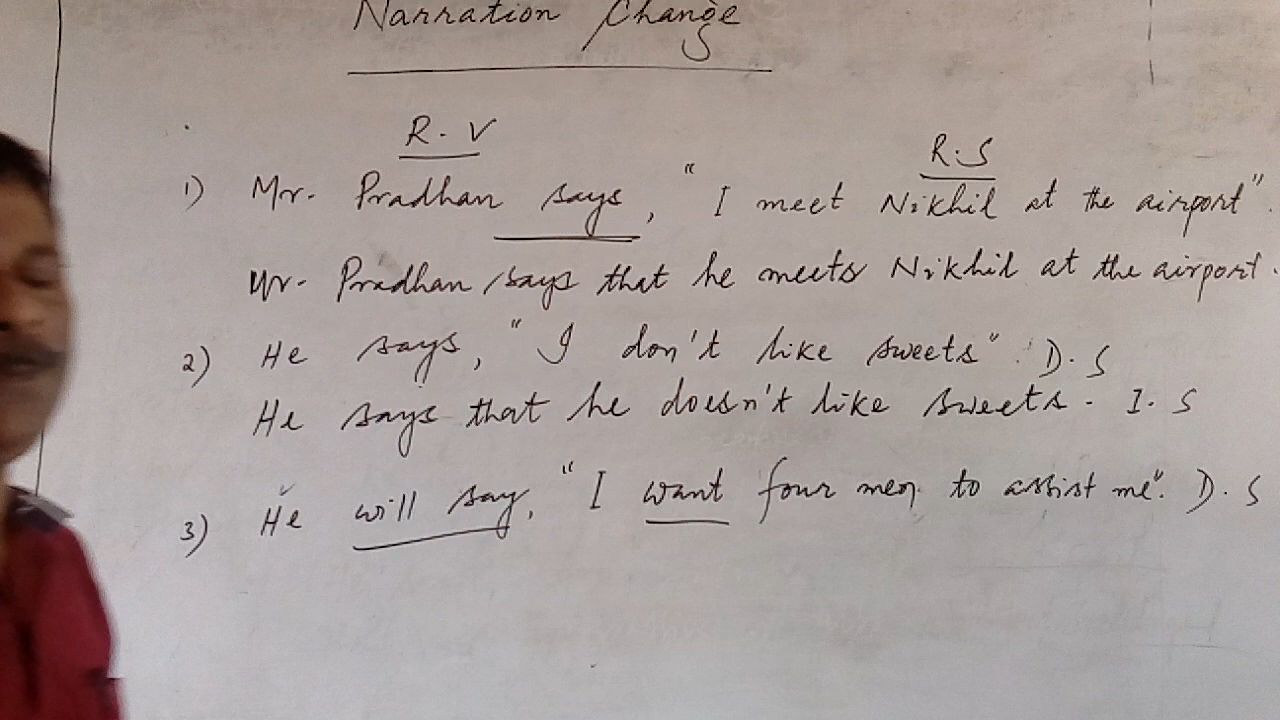 Narration Change
R. V
R.S
1) Mr. Pradhan says, "I meet Nikhil at the airport".
Mr. Pradhan says that he meets Nikhil at the airport.
2) He says, "I don't like sweets". D. S
He says that he doesn't like sweets. I. S
3) He will say, "I want four men to assist me". D. S